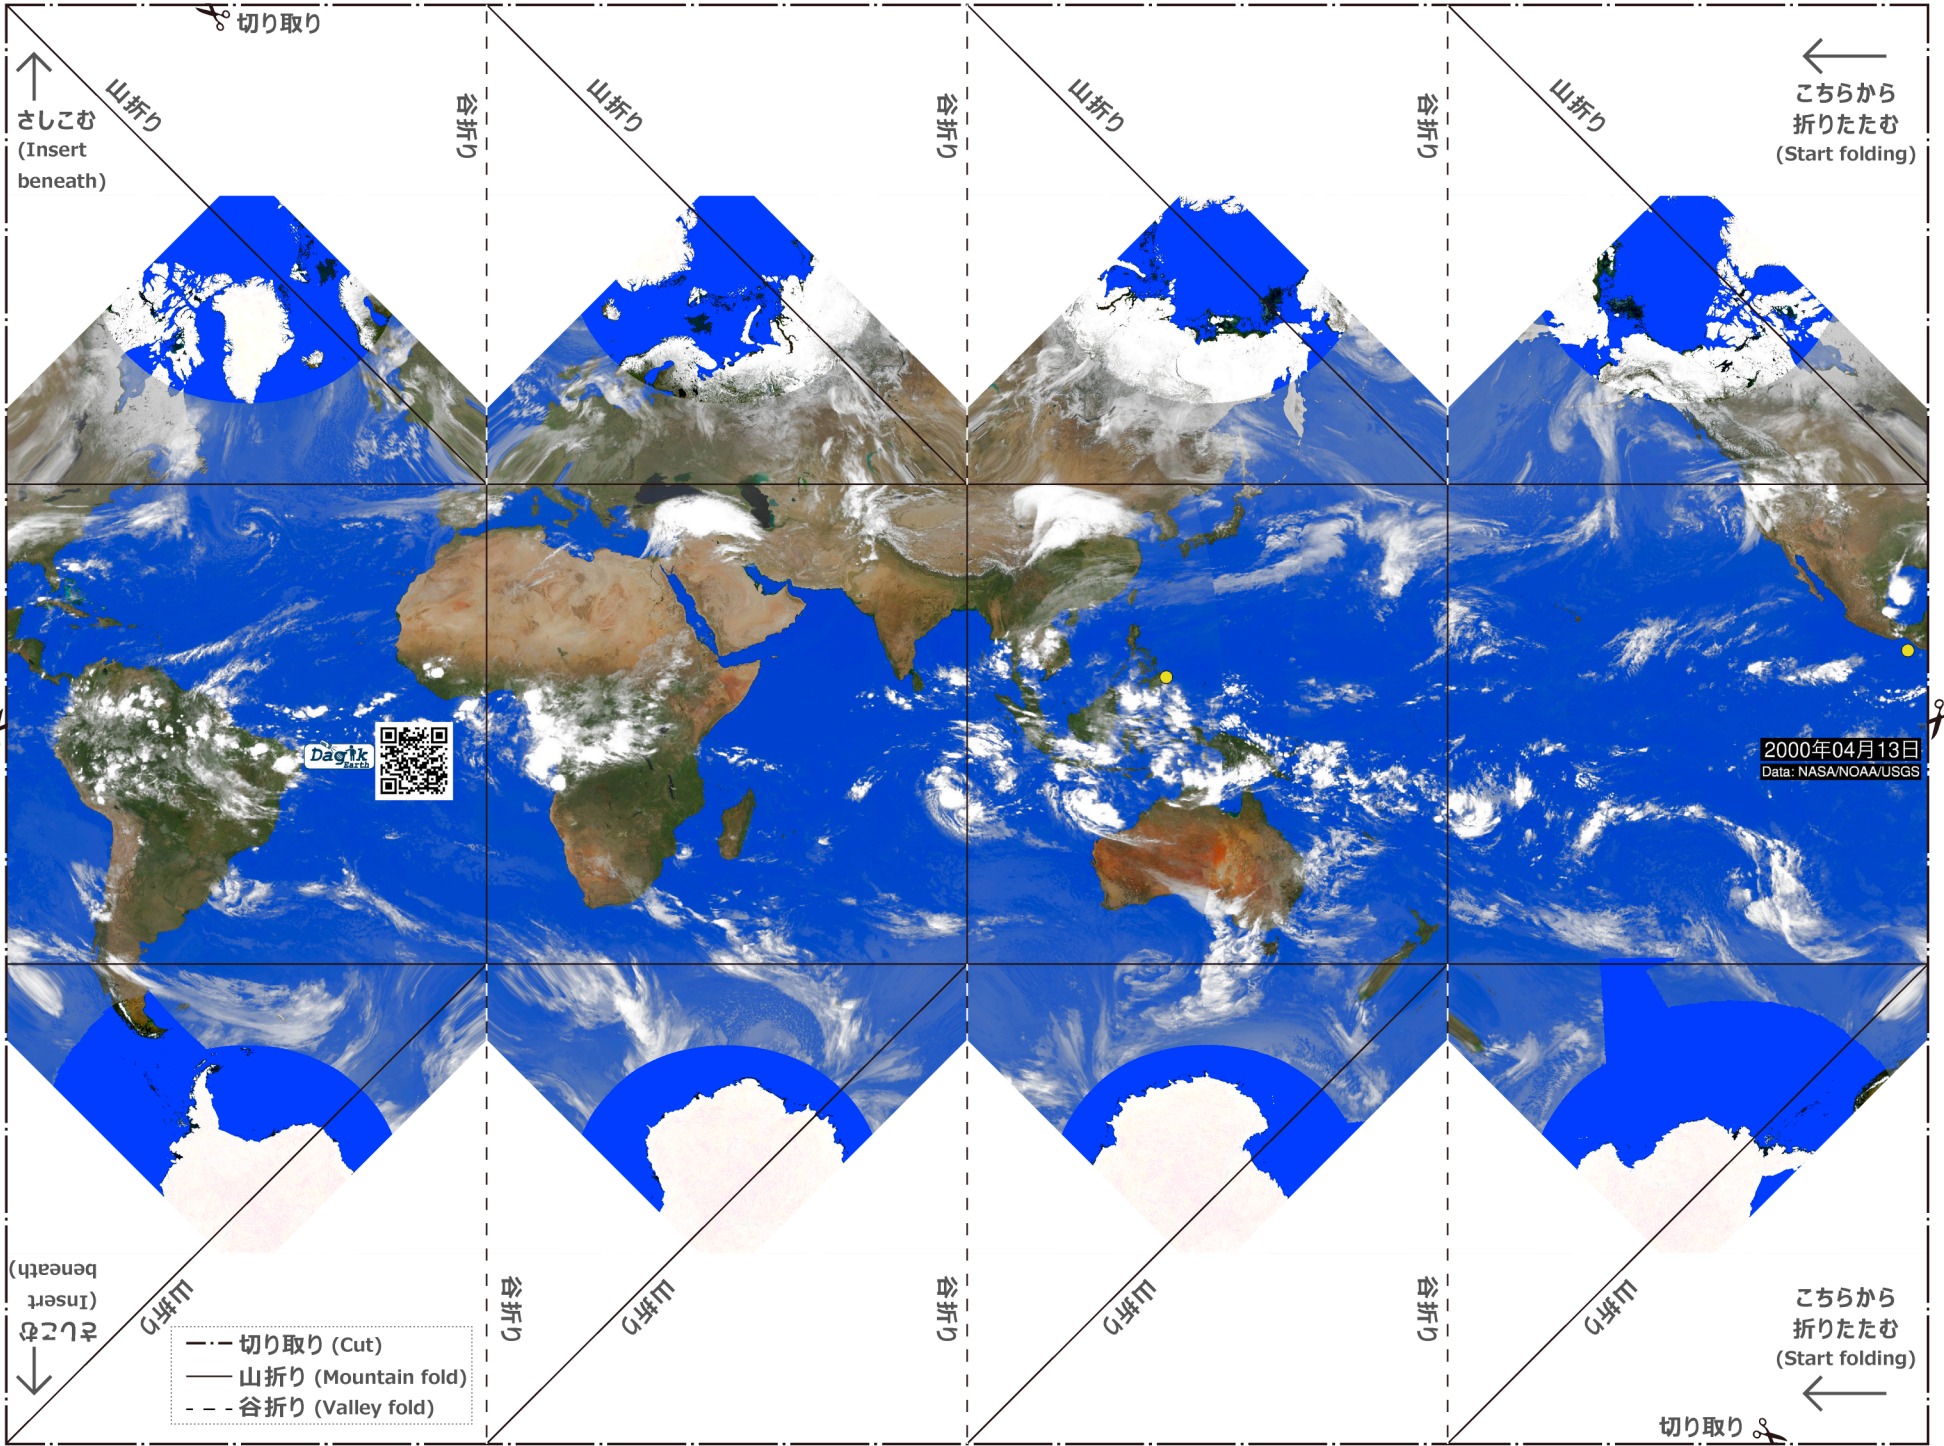 切り取り
山折り
谷折り
山折り
谷折り
山折り
谷折り
山折り
さしこむ
(Insert
beneath)
こちらから
折りたたむ
(Start folding)
Dagik
Earth
2000年04月13日
Data: NASA/NOAA/USGS
さしこむ
(Insert
beneath)
山折り
谷折り
山折り
谷折り
山折り
谷折り
山折り
こちらから
折りたたむ
(Start folding)
切り取り (Cut)
山折り (Mountain fold)
谷折り (Valley fold)
切り取り